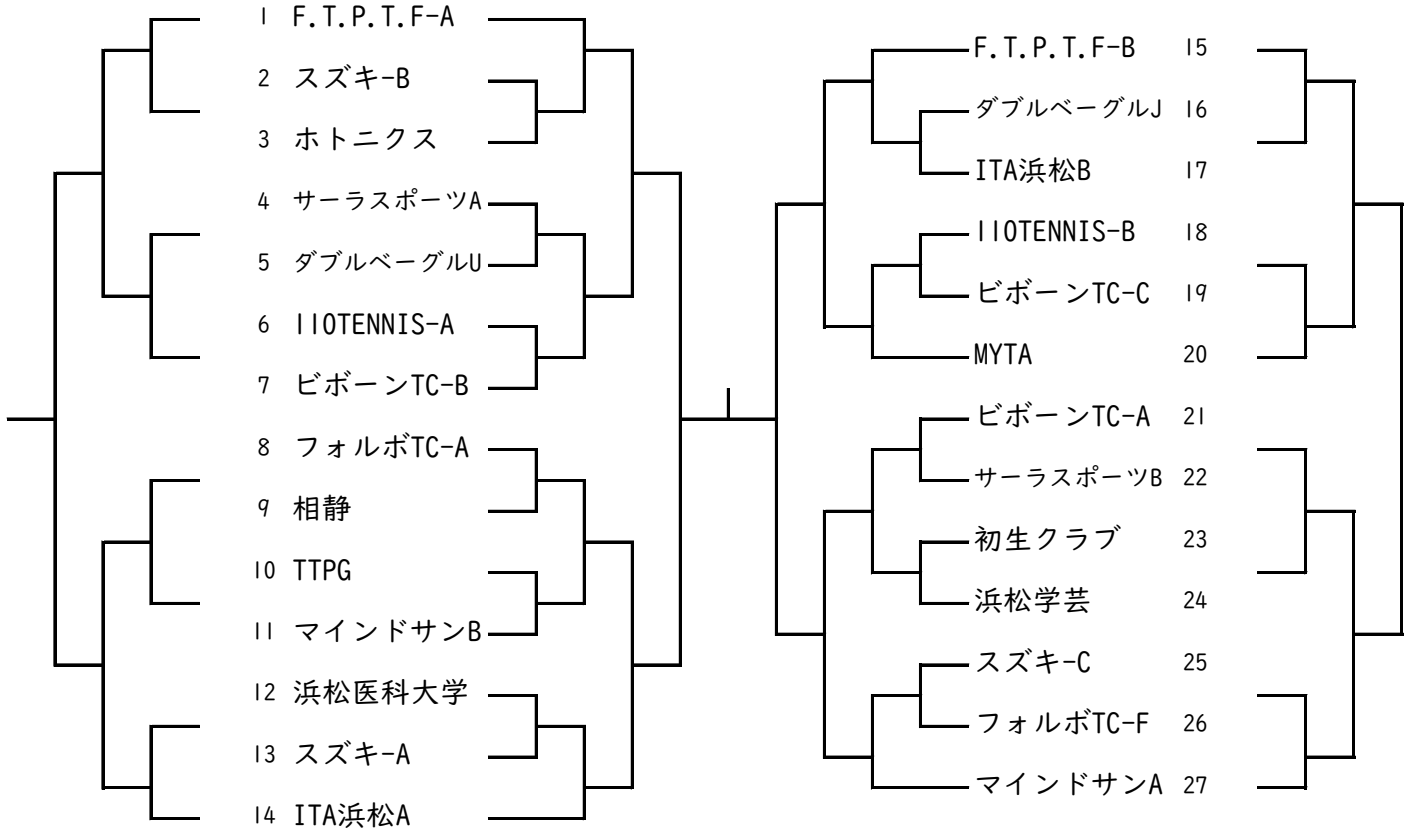 1 F.T.P.T.F-A
2 スズキ-B
3 ホトニクス
4 サーラスポーツA
5 ダブルベーグルU
6 110TENNIS-A
7 ビボーンTC-B
8 フォルボTC-A
9 相静
10 TTPG
11 マインドサンB
12 浜松医科大学
13 スズキ-A
14 ITA浜松A
F.T.P.T.F-B 15
ダブルベーグルJ 16
ITA浜松B 17
110TENNIS-B 18
ビボーンTC-C 19
MYTA 20
ビボーンTC-A 21
サーラスポーツB 22
初生クラブ 23
浜松学芸 24
スズキ-C 25
フォルボTC-F 26
マインドサンA 27